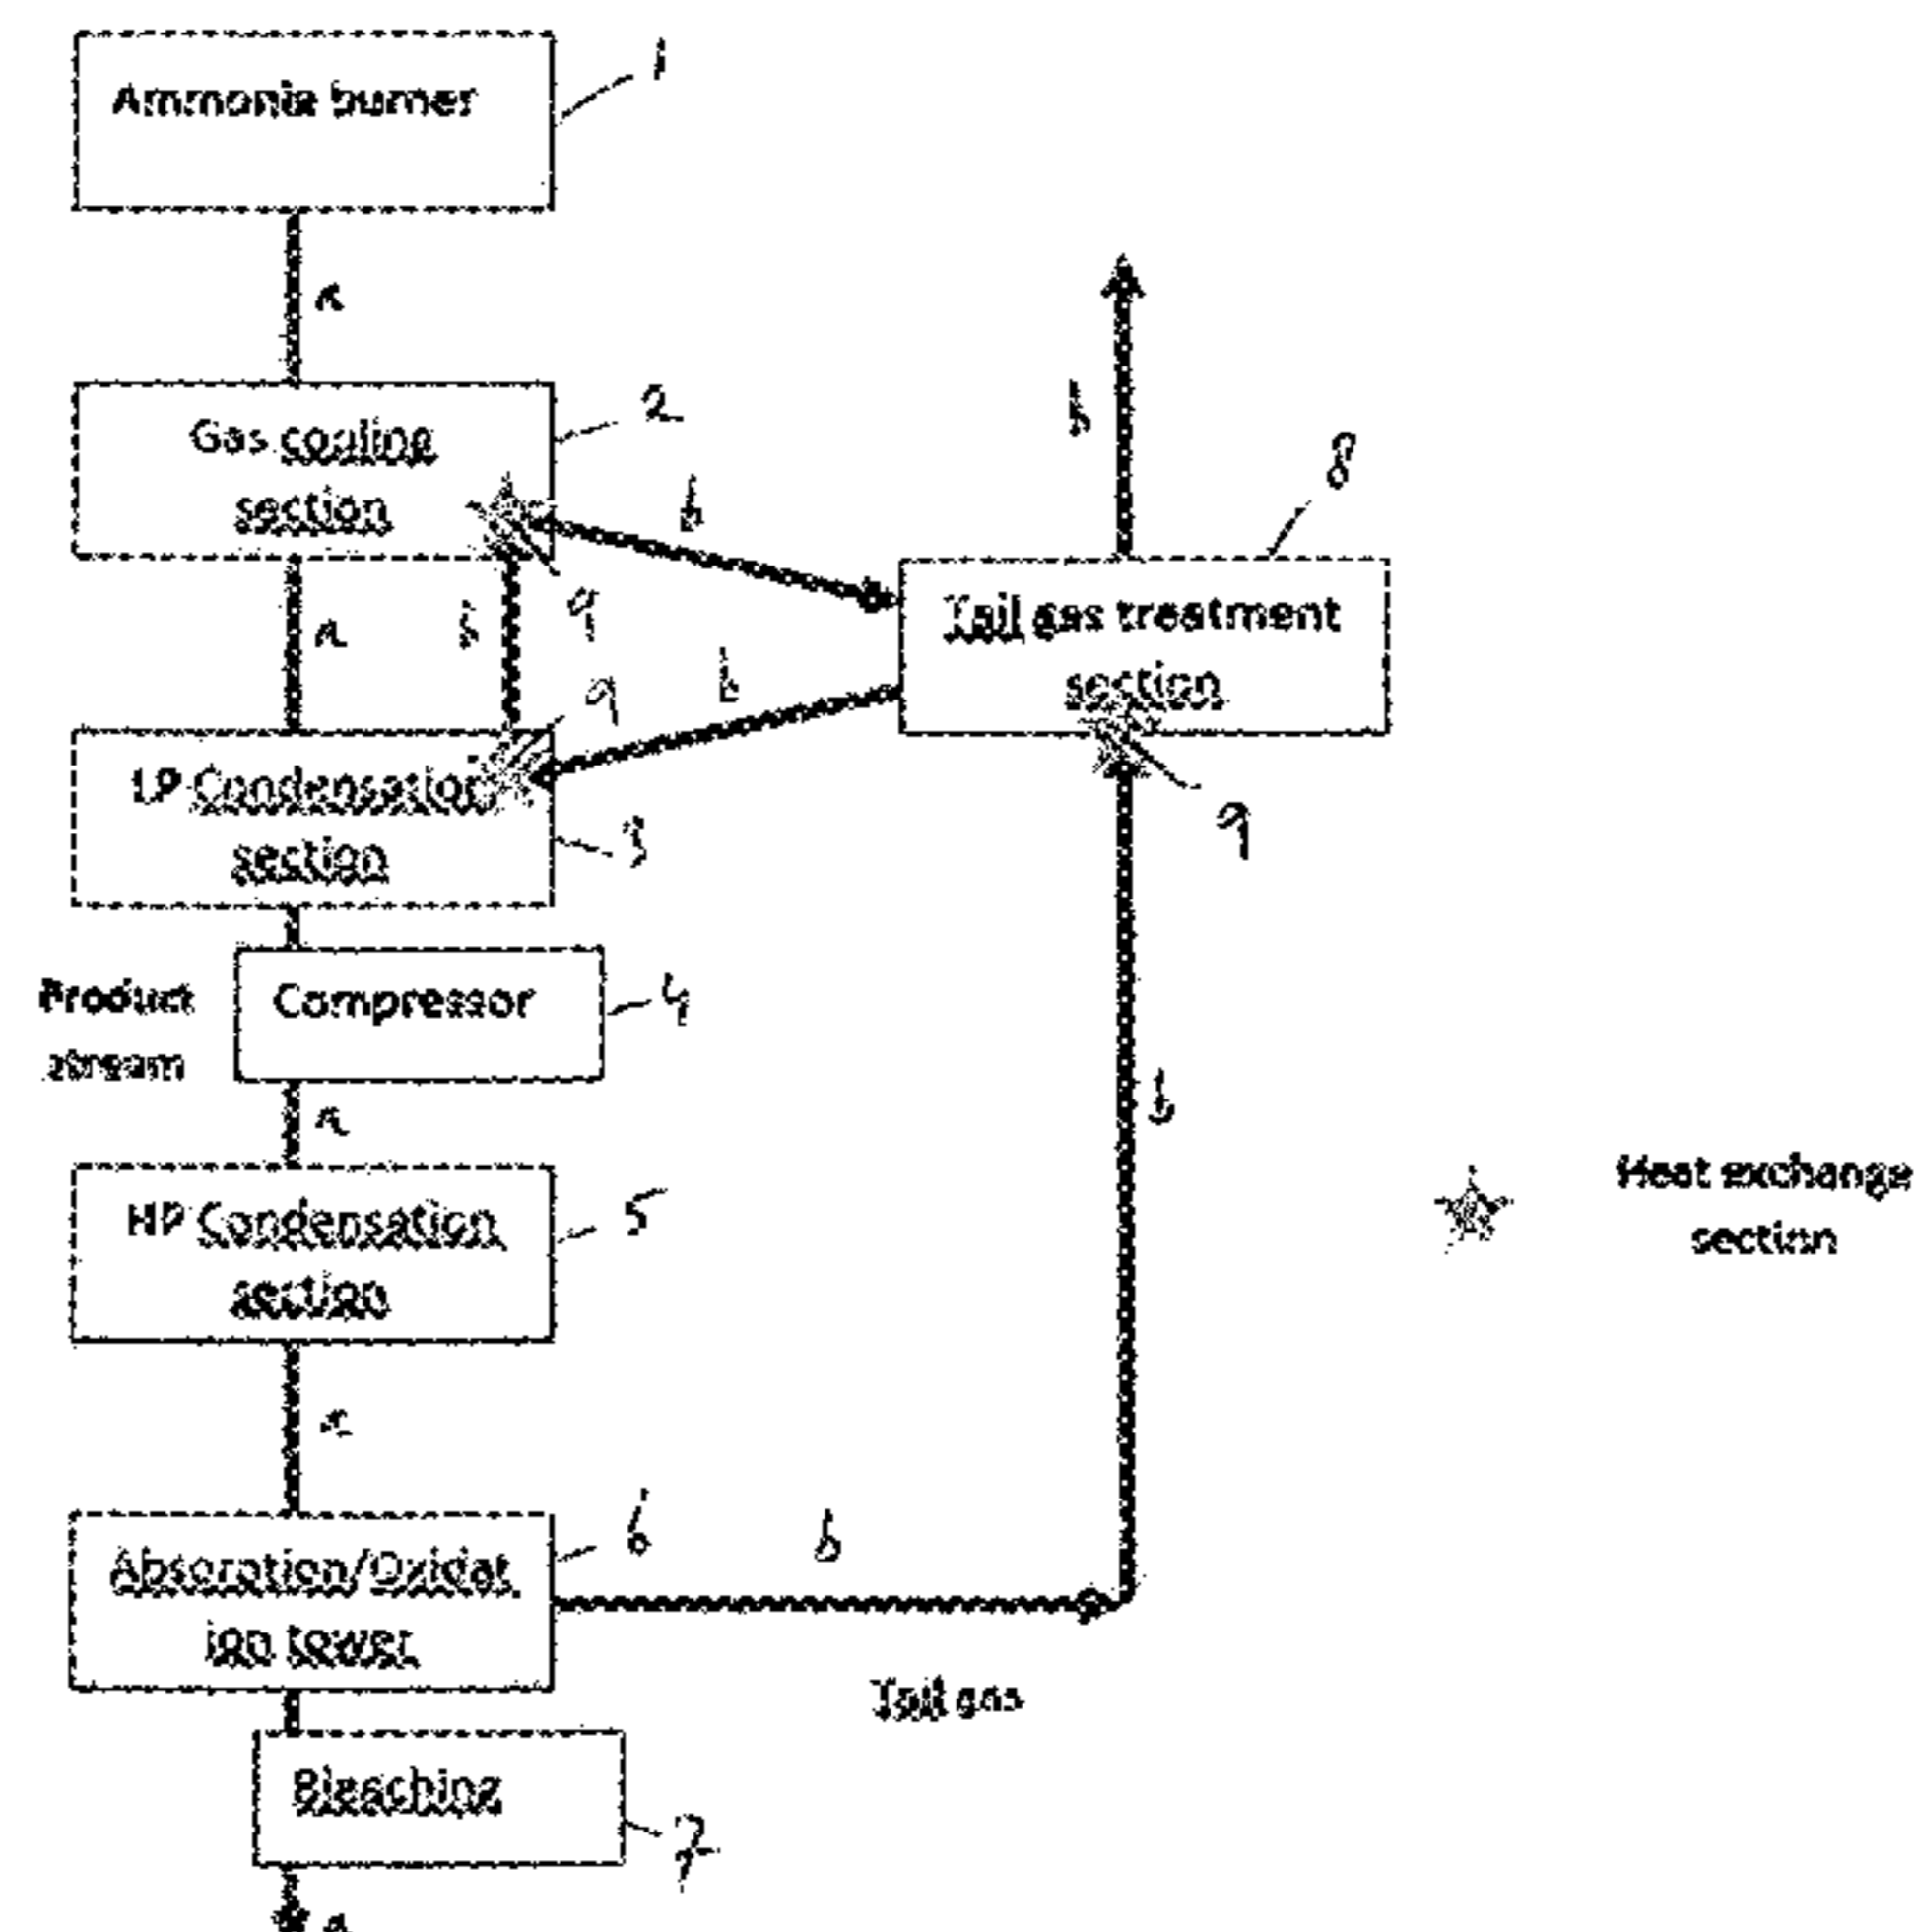 Ammonia burner
1
a
Gas cooling
section
2
b
b
8
a
b
9
Tail gas treatment
section
9
b
LP Condensation
section
3
9
Product
stream
Compressor
4
a
b
HP Condensation
section
5
Heat exchange
section
a
Absorption/Oxidat
ion tower
6
b
Tail gas
Bleaching
7
a